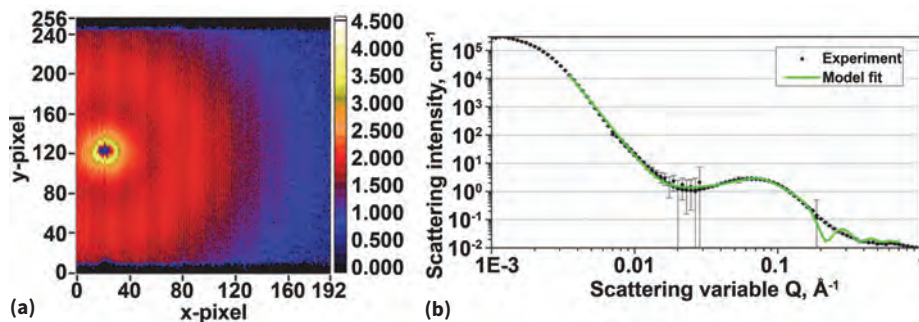 256
240
200
160
120
80
40
0
y-pixel
0 40 80 120 160 192
x-pixel
4.500
4.000
3.500
3.000
2.500
2.000
1.500
1.000
0.500
0.000
(a)
Scattering intensity, cm-1
10^5
10^4
10^3
10^2
10^1
10^0
10^-1
10^-2
1E-3 0.01 0.1
Scattering variable Q, Å-1
Experiment
Model fit
(b)